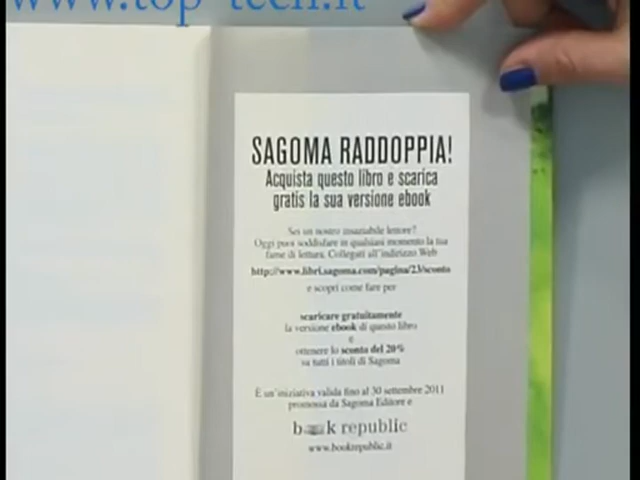 www.top-tech.it
SAGOMA RADDOPPIA!
Acquista questo libro e scarica
gratis la sua versione ebook
Sei un nostro insaziabile lettore?
Oggi puoi soddisfare in qualsiasi momento la tua
fame di lettura. Collegati all'indirizzo Web
http://www.libri.sagoma.com/pagina/23/sconto
e scopri come fare per
scaricare gratuitamente
la versione ebook di questo libro
e
ottenere lo sconto del 20%
su tutti i titoli di Sagoma
È un'iniziativa valida fino al 30 settembre 2011
promossa da Sagoma Editore e
book republic
www.bookrepublic.it